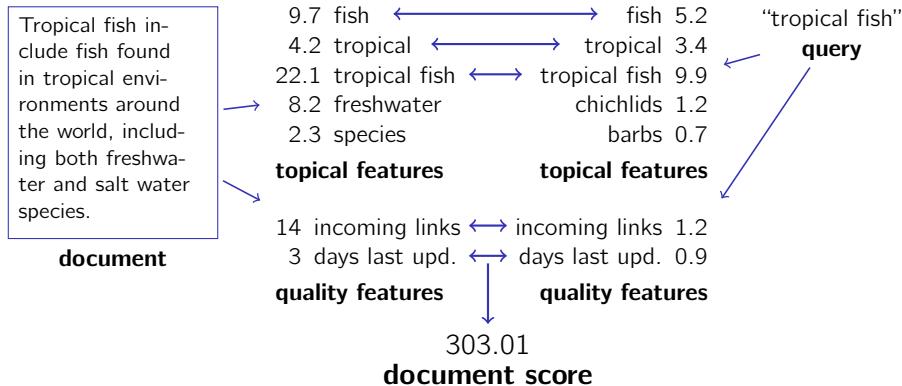 Tropical fish in-
clude fish found
in tropical envi-
ronments around
the world, includ-
ing both freshwa-
ter and salt water
species.
document
9.7 fish
4.2 tropical
22.1 tropical fish
8.2 freshwater
2.3 species
topical features
14 incoming links
3 days last upd.
quality features
fish 5.2
tropical 3.4
tropical fish 9.9
chichlids 1.2
barbs 0.7
topical features
incoming links 1.2
days last upd. 0.9
quality features
“tropical fish”
query
303.01
document score